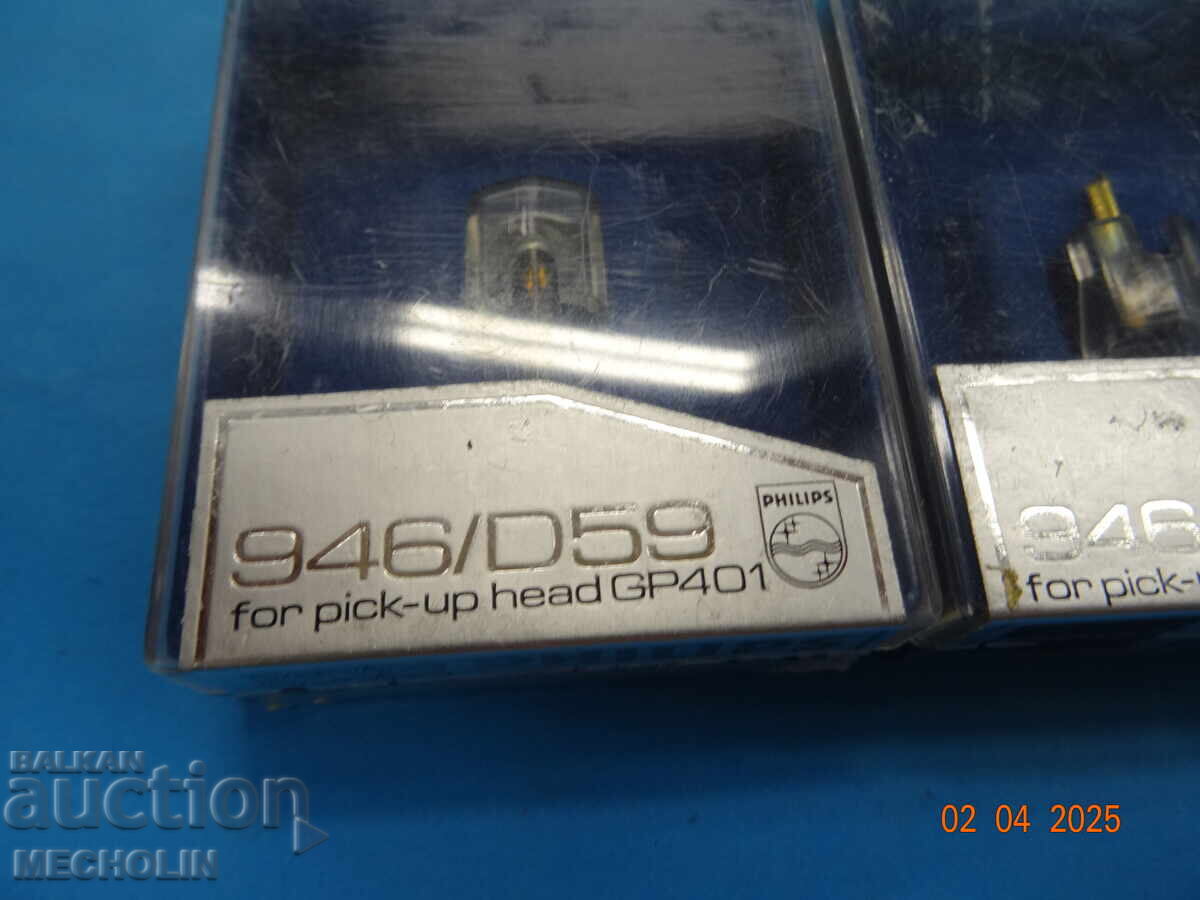 946/D59
for pick-up head GP401
PHILIPS
946
for pick-
BALKAN
auction
MECHOLIN
02 04 2025